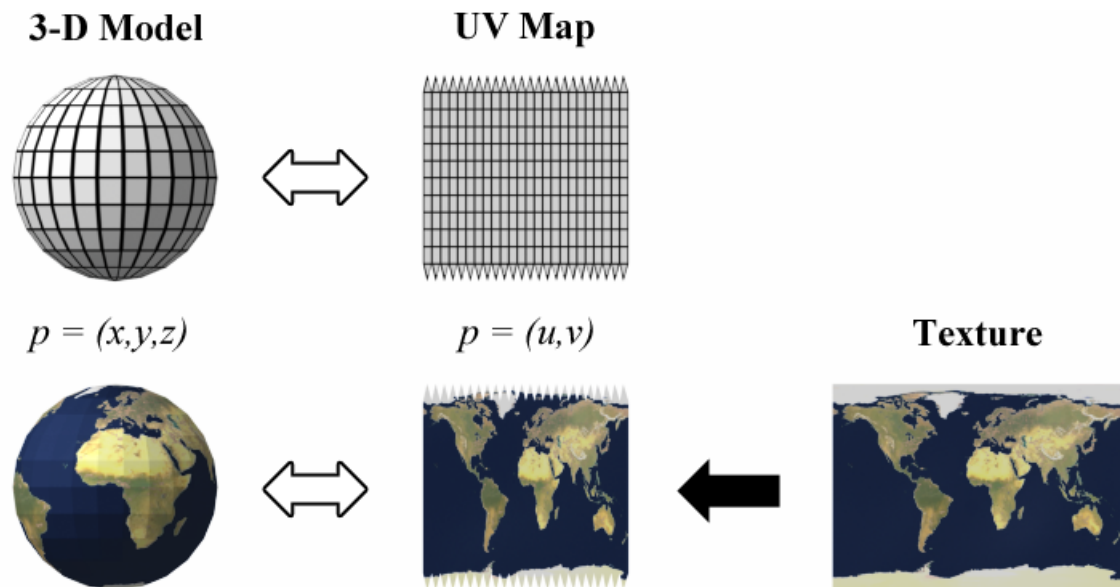 3-D Model
UV Map
p = (x,y,z)
p = (u,v)
Texture